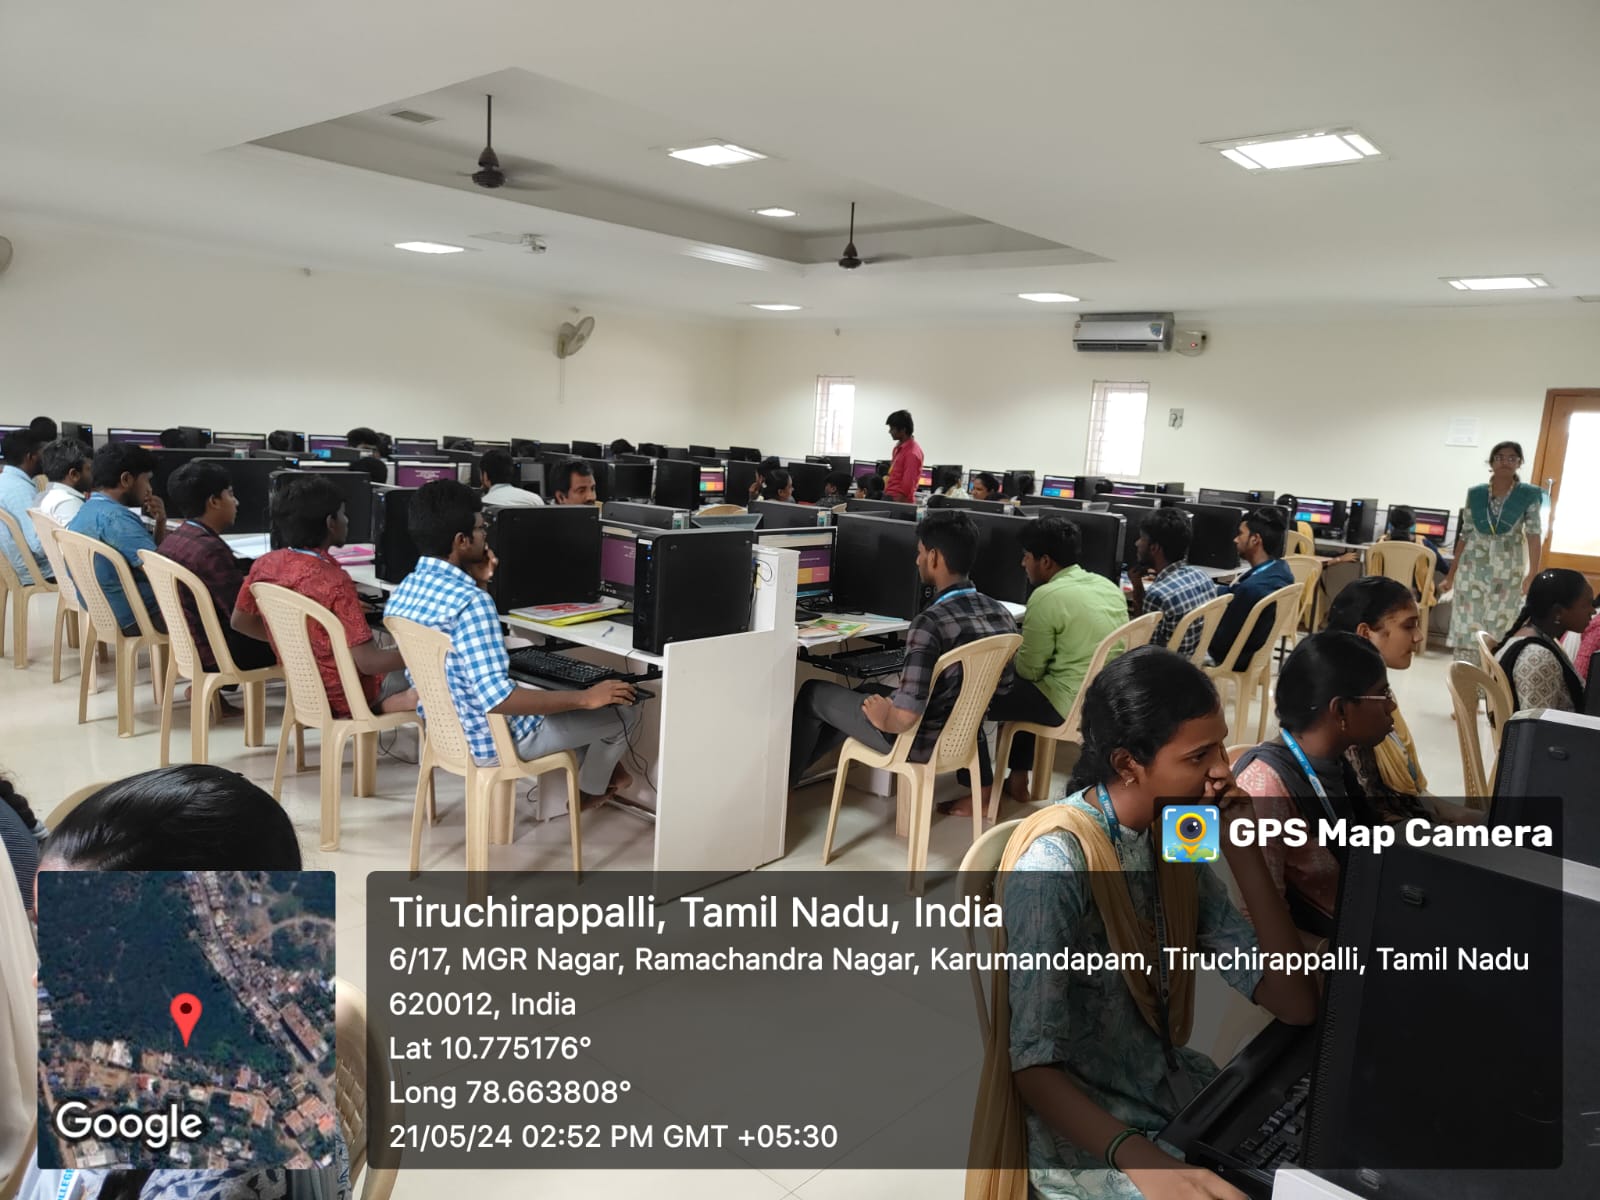 GPS Map Camera
Tiruchirappalli, Tamil Nadu, India
6/17, MGR Nagar, Ramachandra Nagar, Karumandapam, Tiruchirappalli, Tamil Nadu
620012, India
Lat 10.775176°
Long 78.663808°
21/05/24 02:52 PM GMT +05:30
Google